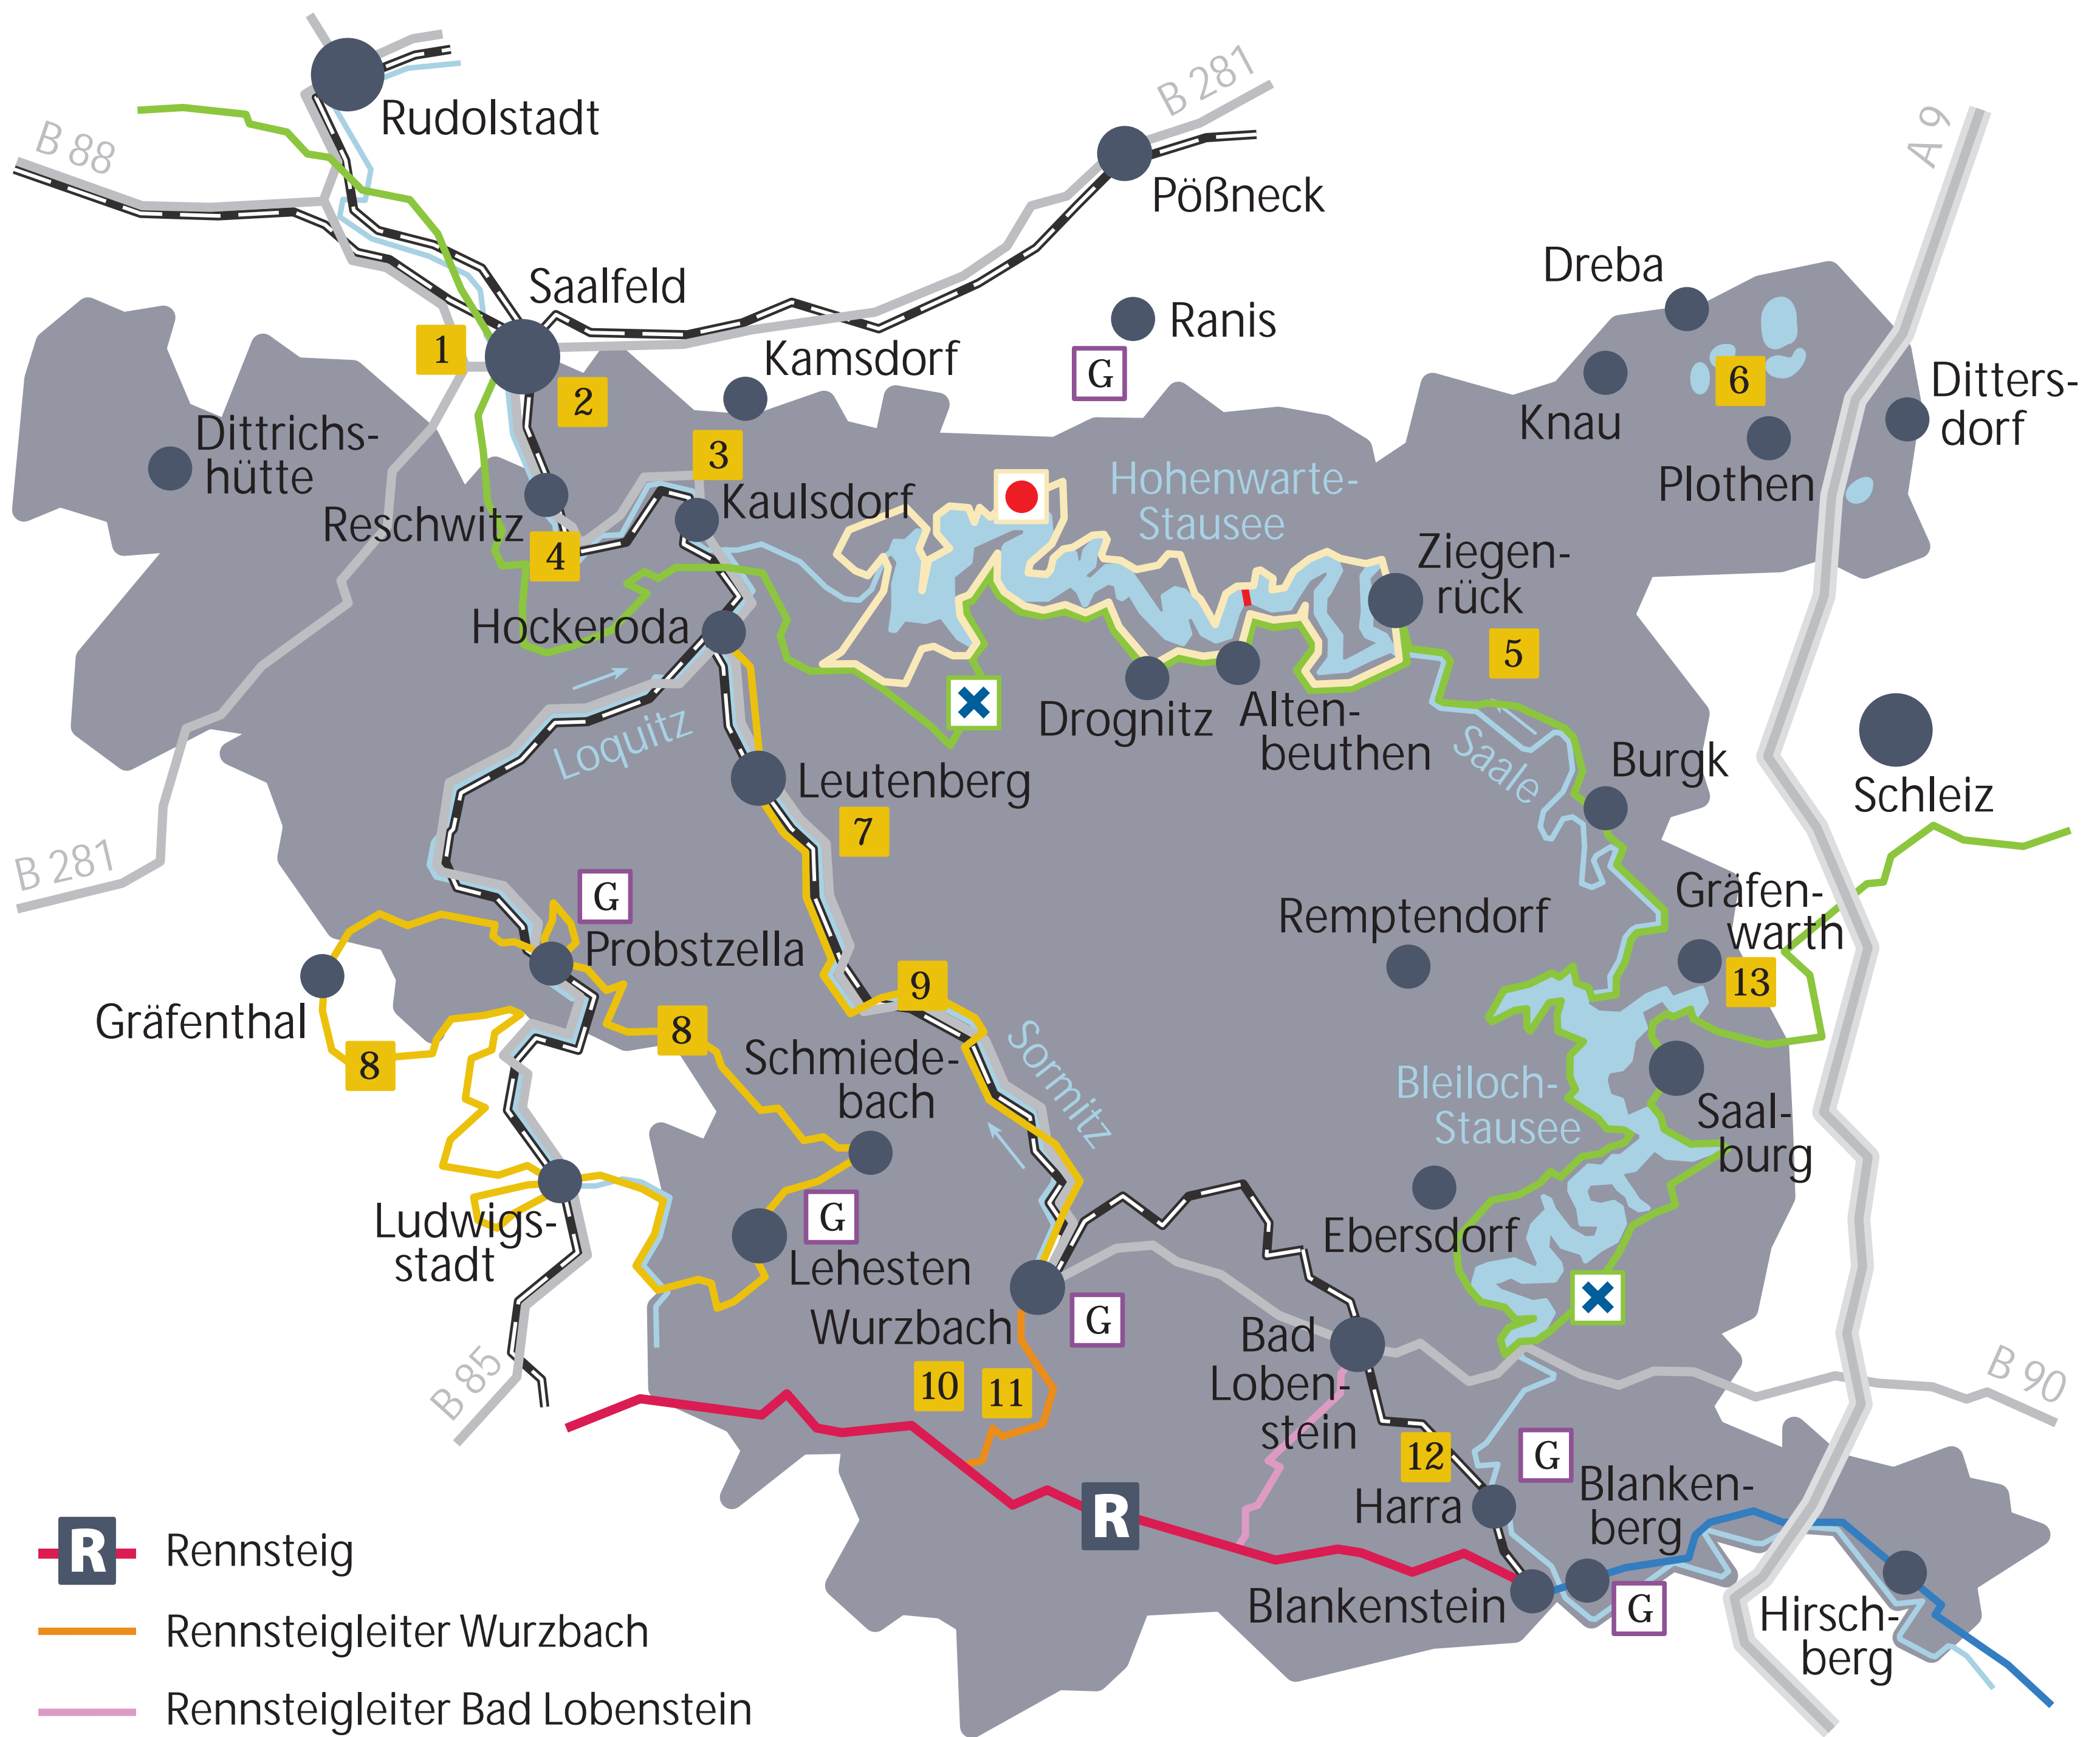 Rudolstadt
B 281
A 9
B 88
Pößneck
Dreba
Saalfeld
Ranis
1
Kamsdorf
G
6
Ditters-
dorf
2
Knau
Dittrichs-
hütte
3
Plothen
Hohenwarte-
Stausee
Kaulsdorf
Reschwitz
4
Ziegen-
rück
Hockeroda
5
Drognitz
Alten-
beuthen
Loquitz
Saale
Burgk
Schleiz
Leutenberg
7
B 281
G
Gräfen-
warth
Remptendorf
Probstzella
13
9
Gräfenthal
8
8
Schmiede-
bach
Sormitz
Bleiloch-
Stausee
Saal-
burg
Ludwigs-
stadt
G
Ebersdorf
Lehesten
Wurzbach
G
Bad
Loben-
stein
B 85
10
11
B 90
12
G
Harra
Blanken-
berg
R
Blankenstein
G
Hirsch-
berg
R Rennsteig
Rennsteigleiter Wurzbach
Rennsteigleiter Bad Lobenstein